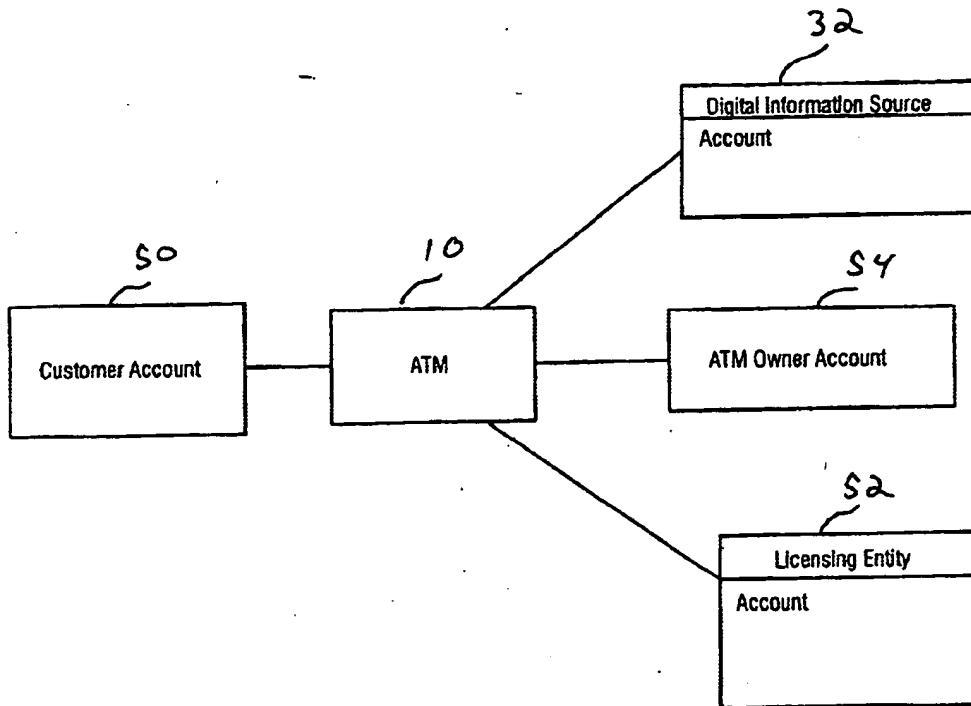 32
Digital Information Source
Account
50
10
54
Customer Account
ATM
ATM Owner Account
52
Licensing Entity
Account